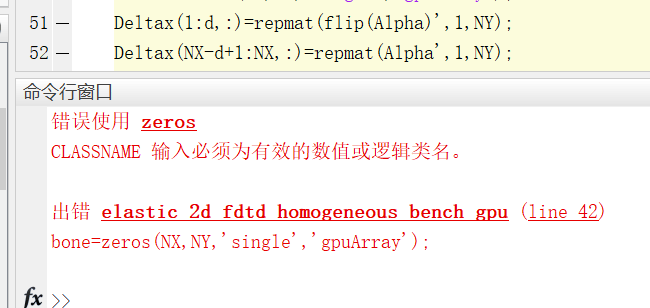 51 — Deltax(1:d,:)=repmat(flip(Alpha)',1,NY);
52 — Deltax(NX-d+1:NX,:)=repmat(Alpha',1,NY);
命令行窗口
错误使用 zeros
CLASSNAME 输入必须为有效的数值或逻辑类名。
出错 elastic_2d_fdtd_homogeneous_bench_gpu (line 42)
bone=zeros(NX,NY,'single','gpuArray');
fx >>